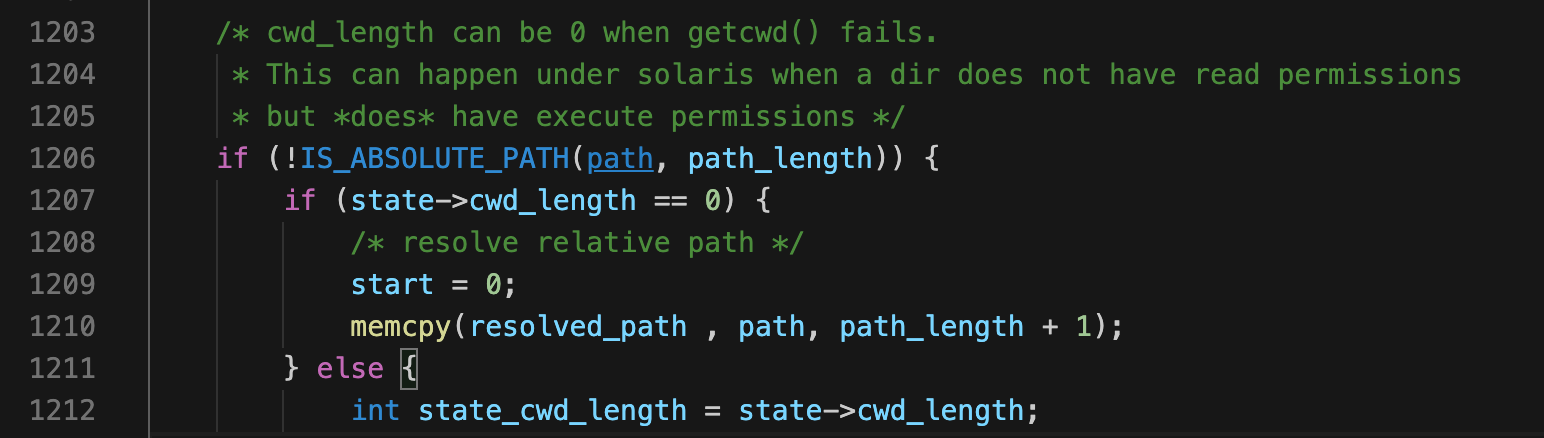 1203 /* cwd_length can be 0 when getcwd() fails.
1204 * This can happen under solaris when a dir does not have read permissions
1205 * but *does* have execute permissions */
1206 if (!IS_ABSOLUTE_PATH(path, path_length)) {
1207 if (state->cwd_length == 0) {
1208 /* resolve relative path */
1209 start = 0;
1210 memcpy(resolved_path , path, path_length + 1);
1211 } else {
1212 int state_cwd_length = state->cwd_length;